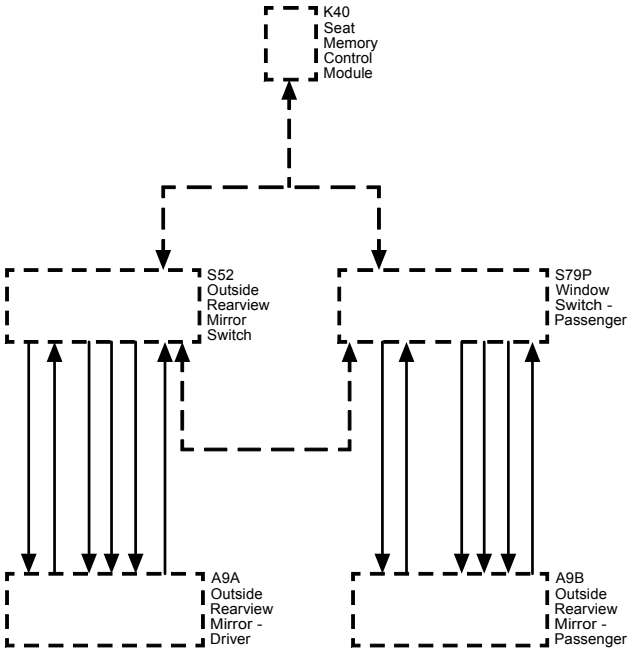 K40
Seat
Memory
Control
Module
S52
Outside
Rearview
Mirror
Switch
S79P
Window
Switch -
Passenger
A9A
Outside
Rearview
Mirror -
Driver
A9B
Outside
Rearview
Mirror -
Passenger